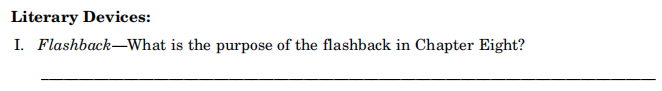 Literary Devices:
I. Flashback—What is the purpose of the flashback in Chapter Eight?